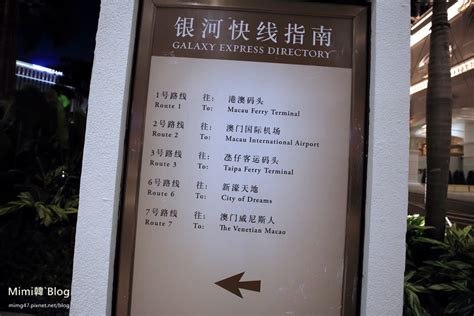 银河快线指南
GALAXY EXPRESS DIRECTORY
1号路线 往: 港澳码头
Route 1 To: Macau Ferry Terminal
2号路线 往: 澳门国际机场
Route 2 To: Macau International Airport
3号路线 往: 氹仔客运码头
Route 3 To: Taipa Ferry Terminal
6号路线 往: 新濠天地
Route 6 To: City of Dreams
7号路线 往: 澳门威尼斯人
Route 7 To: The Venetian Macao
Mimi韓 Blog
mimg47.pixnet.net/blog